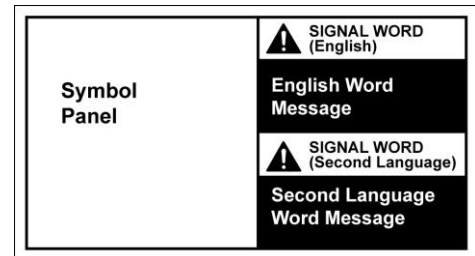 Symbol
Panel
SIGNAL WORD
(English)
English Word
Message
SIGNAL WORD
(Second Language)
Second Language
Word Message